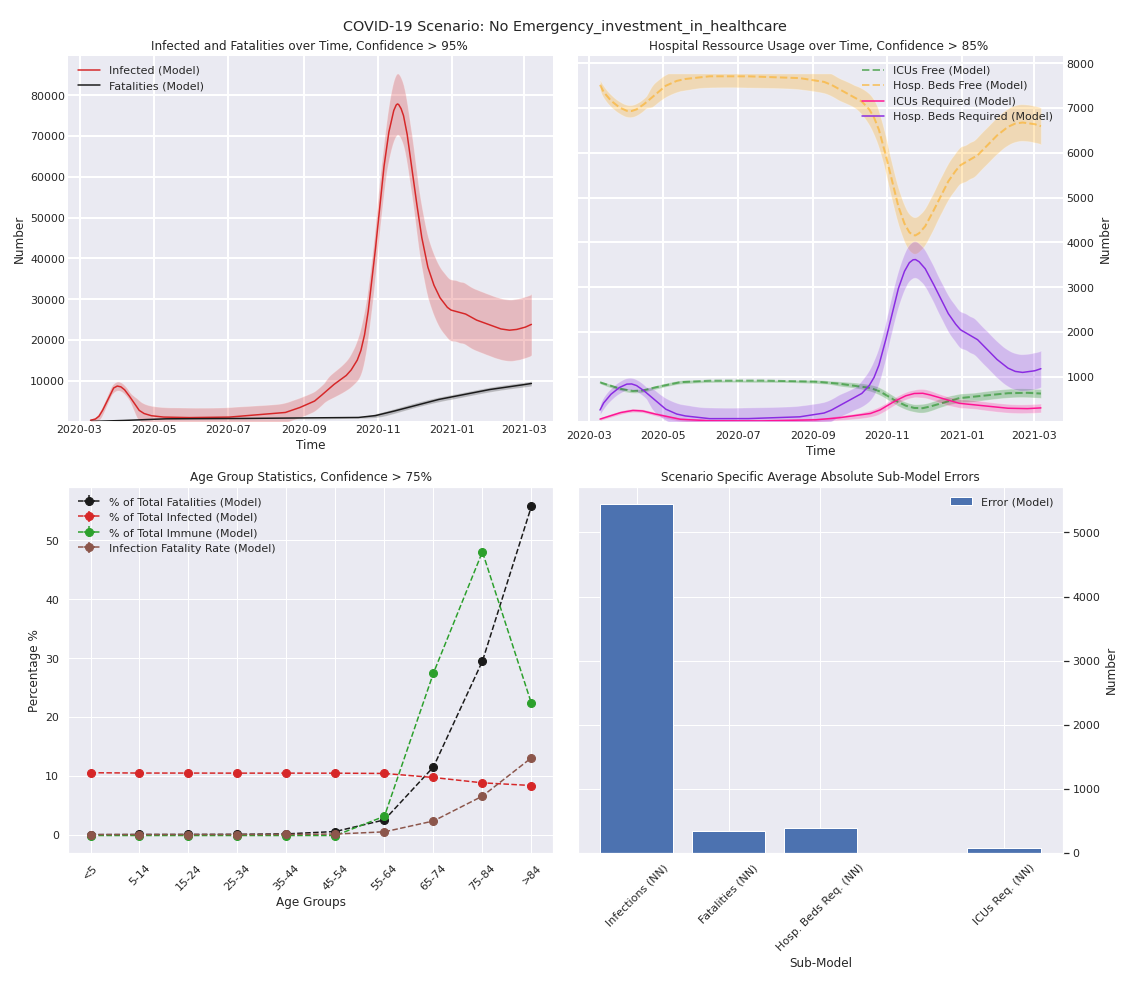 COVID-19 Scenario: No Emergency_investment_in_healthcare
Infected and Fatalities over Time, Confidence > 95%
Infected (Model)
Fatalities (Model)
Number
80000
70000
60000
50000
40000
30000
20000
10000
2020-03 2020-05 2020-07 2020-09 2020-11 2021-01 2021-03
Time
Hospital Ressource Usage over Time, Confidence > 85%
ICUs Free (Model)
Hosp. Beds Free (Model)
ICUs Required (Model)
Hosp. Beds Required (Model)
8000
7000
6000
5000
4000
3000
2000
1000
Number
2020-03 2020-05 2020-07 2020-09 2020-11 2021-01 2021-03
Time
Age Group Statistics, Confidence > 75%
% of Total Fatalities (Model)
% of Total Infected (Model)
% of Total Immune (Model)
Infection Fatality Rate (Model)
Percentage %
50
40
30
20
10
0
<5 5-14 15-24 25-34 35-44 45-54 55-64 65-74 75-84 >84
Age Groups
Scenario Specific Average Absolute Sub-Model Errors
Error (Model)
5000
4000
3000
2000
1000
0
Number
Infections (NN) Fatalities (NN) Hosp. Beds Req. (NN) ICUs Req. (NN)
Sub-Model